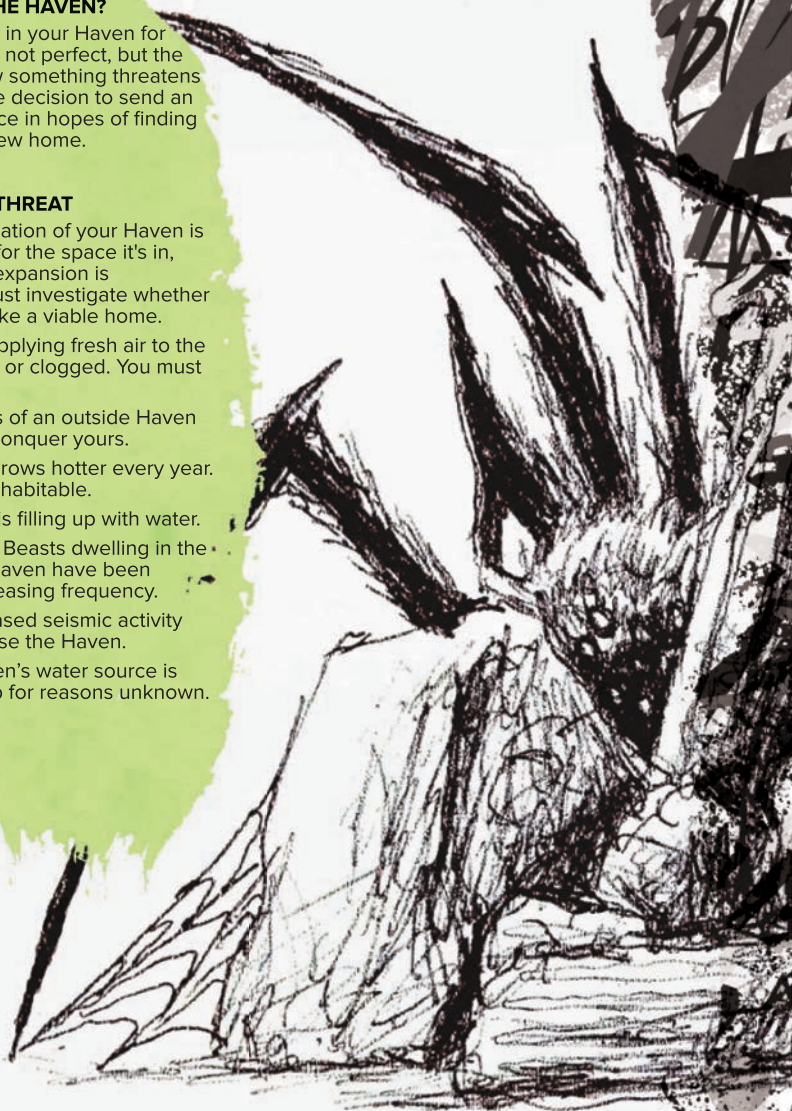 HE HAVEN?
in your Haven for
not perfect, but the
something threatens
e decision to send an
ce in hopes of finding
ew home.
THREAT
ation of your Haven is
for the space it's in,
expansion is
ust investigate whether
ke a viable home.
pplying fresh air to the
or clogged. You must
s of an outside Haven
onquer yours.
rows hotter every year.
habitable.
is filling up with water.
Beasts dwelling in the
aven have been
easing frequency.
ased seismic activity
se the Haven.
en’s water source is
for reasons unknown.